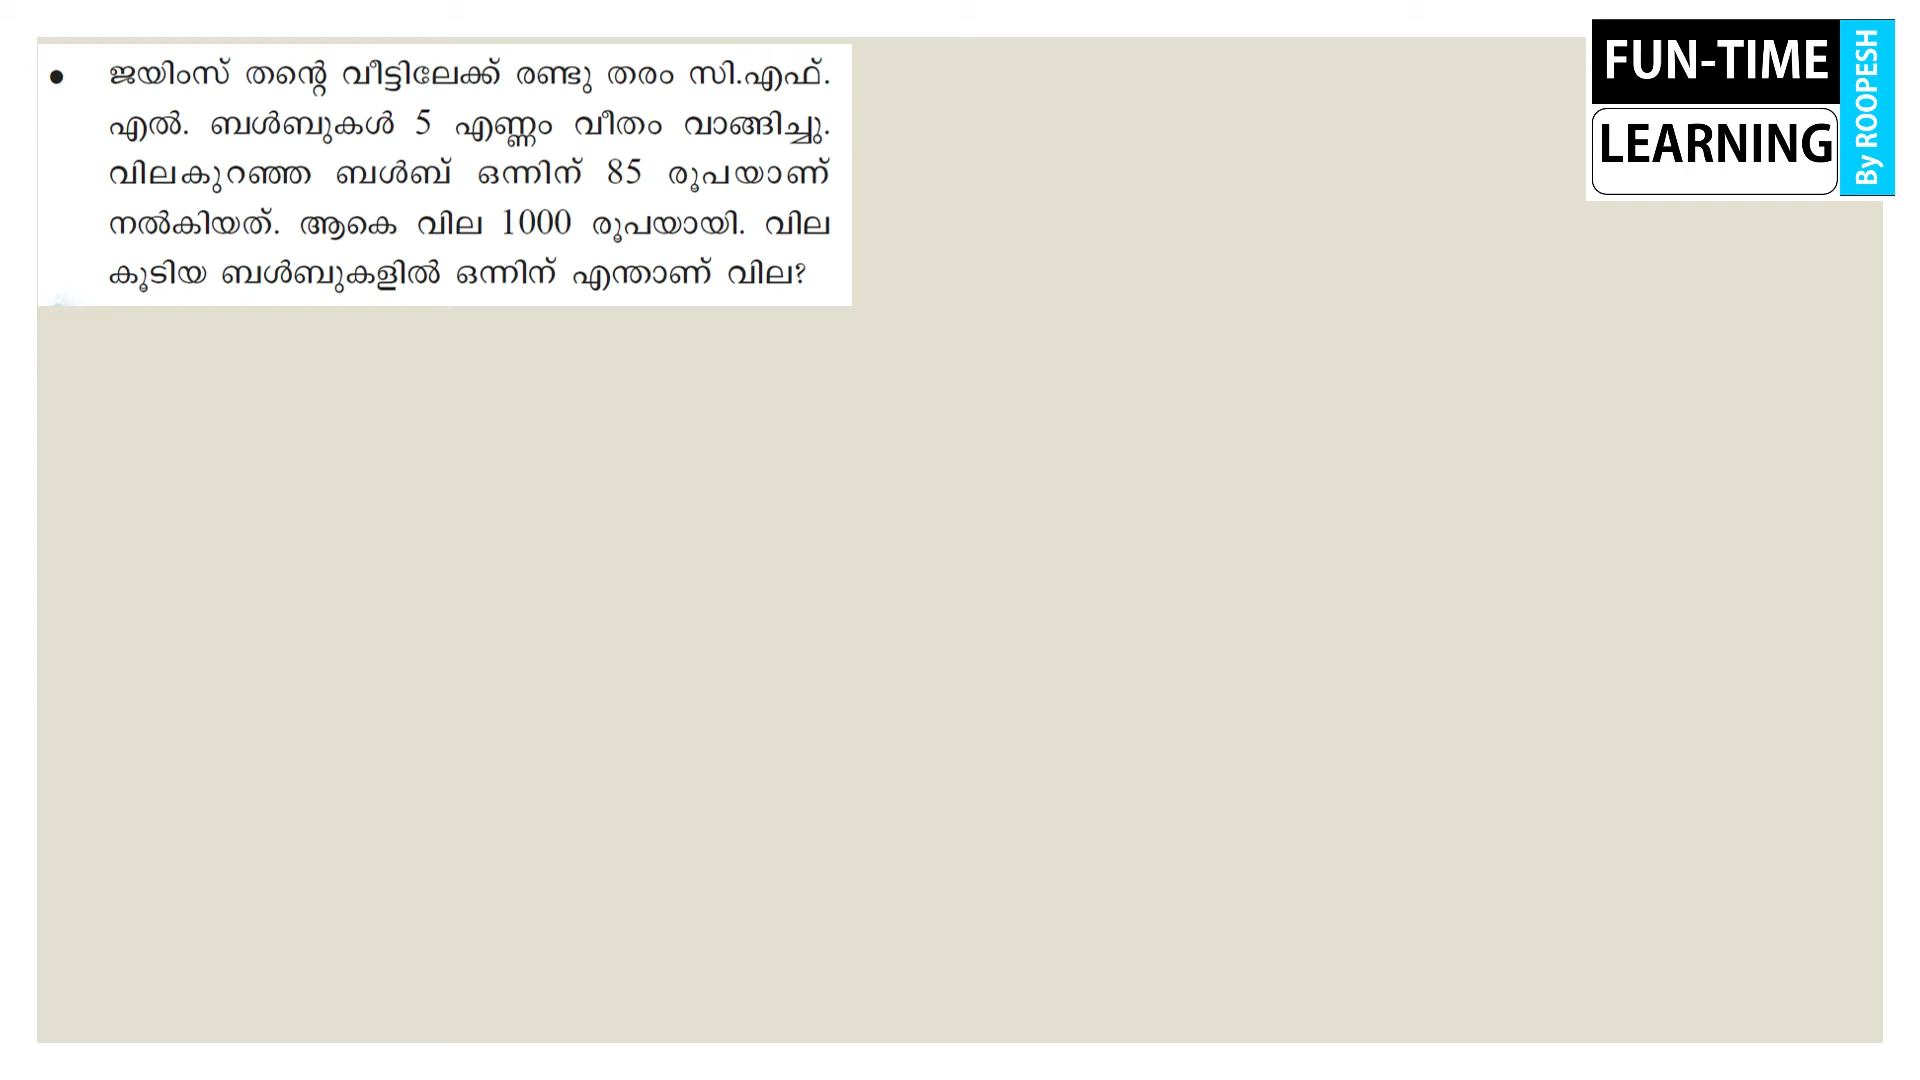 • ജയിംസ് തന്റെ വീട്ടിലേക്ക് രണ്ടു തരം സി.എഫ്.
എൽ. ബൾബുകൾ 5 എണ്ണം വീതം വാങ്ങിച്ചു.
വിലകുറഞ്ഞ ബൾബ് ഒന്നിന് 85 രൂപയാണ്
നൽകിയത്. ആകെ വില 1000 രൂപയായി. വില
കൂടിയ ബൾബുകളിൽ ഒന്നിന് എന്താണ് വില?
FUN-TIME
LEARNING
By ROOPESH